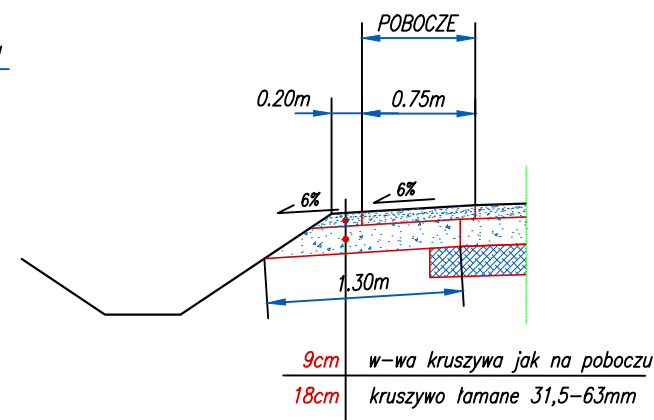 POBOCZE
0.20m
0.75m
6%
6%
1.30m
9cm w-wa kruszywa jak na poboczu
18cm kruszywo łamane 31,5-63mm